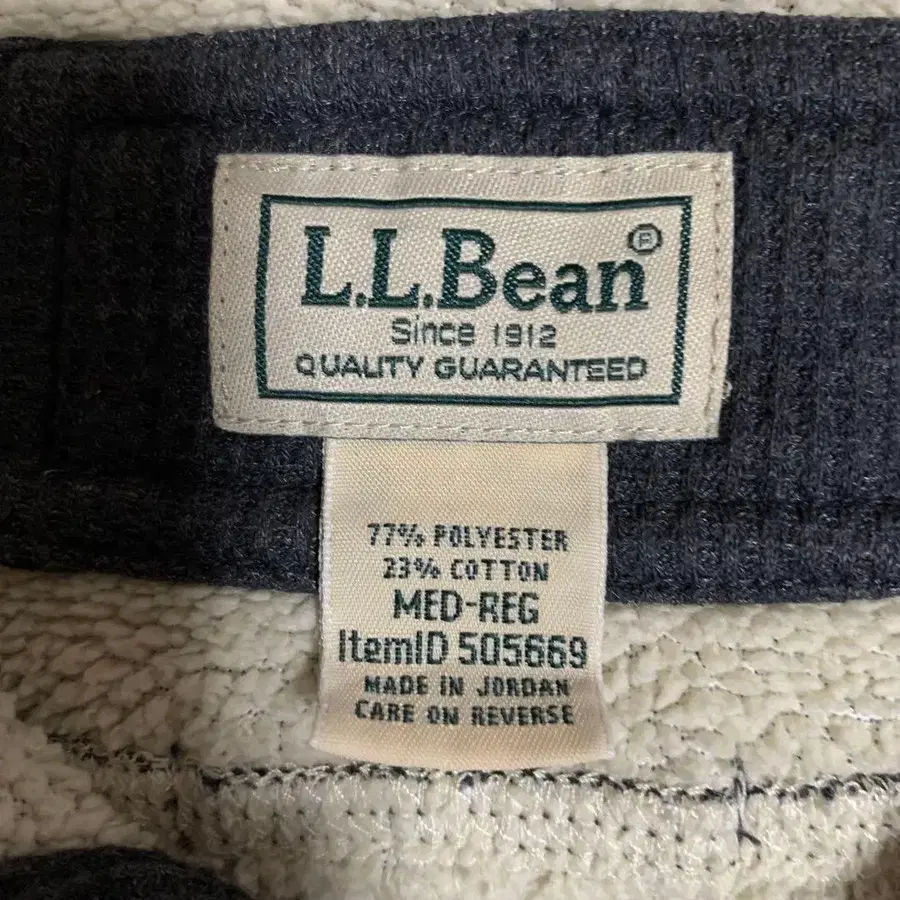 L.L.Bean®
Since 1912
QUALITY GUARANTEED
77% POLYESTER
23% COTTON
MED-REG
ItemID 505669
MADE IN JORDAN
CARE ON REVERSE